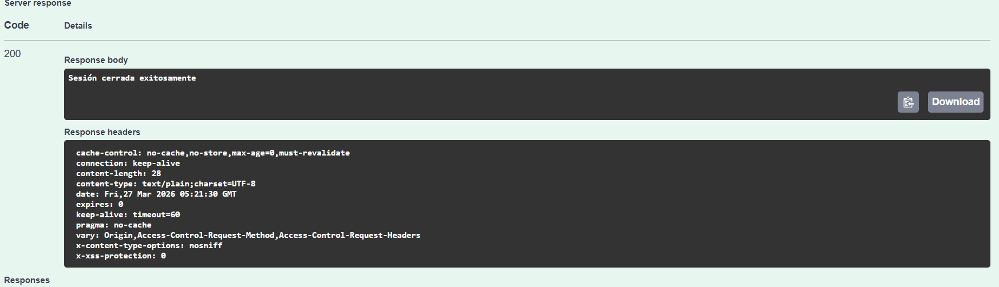 Server response
Code Details
200
Response body
Sesión cerrada exitosamente
Download
Response headers
cache-control: no-cache,no-store,max-age=0,must-revalidate
connection: keep-alive
content-length: 28
content-type: text/plain;charset=UTF-8
date: Fri,27 Mar 2026 05:21:30 GMT
expires: 0
keep-alive: timeout=60
pragma: no-cache
vary: Origin,Access-Control-Request-Method,Access-Control-Request-Headers
x-content-type-options: nosniff
x-xss-protection: 0
Responses